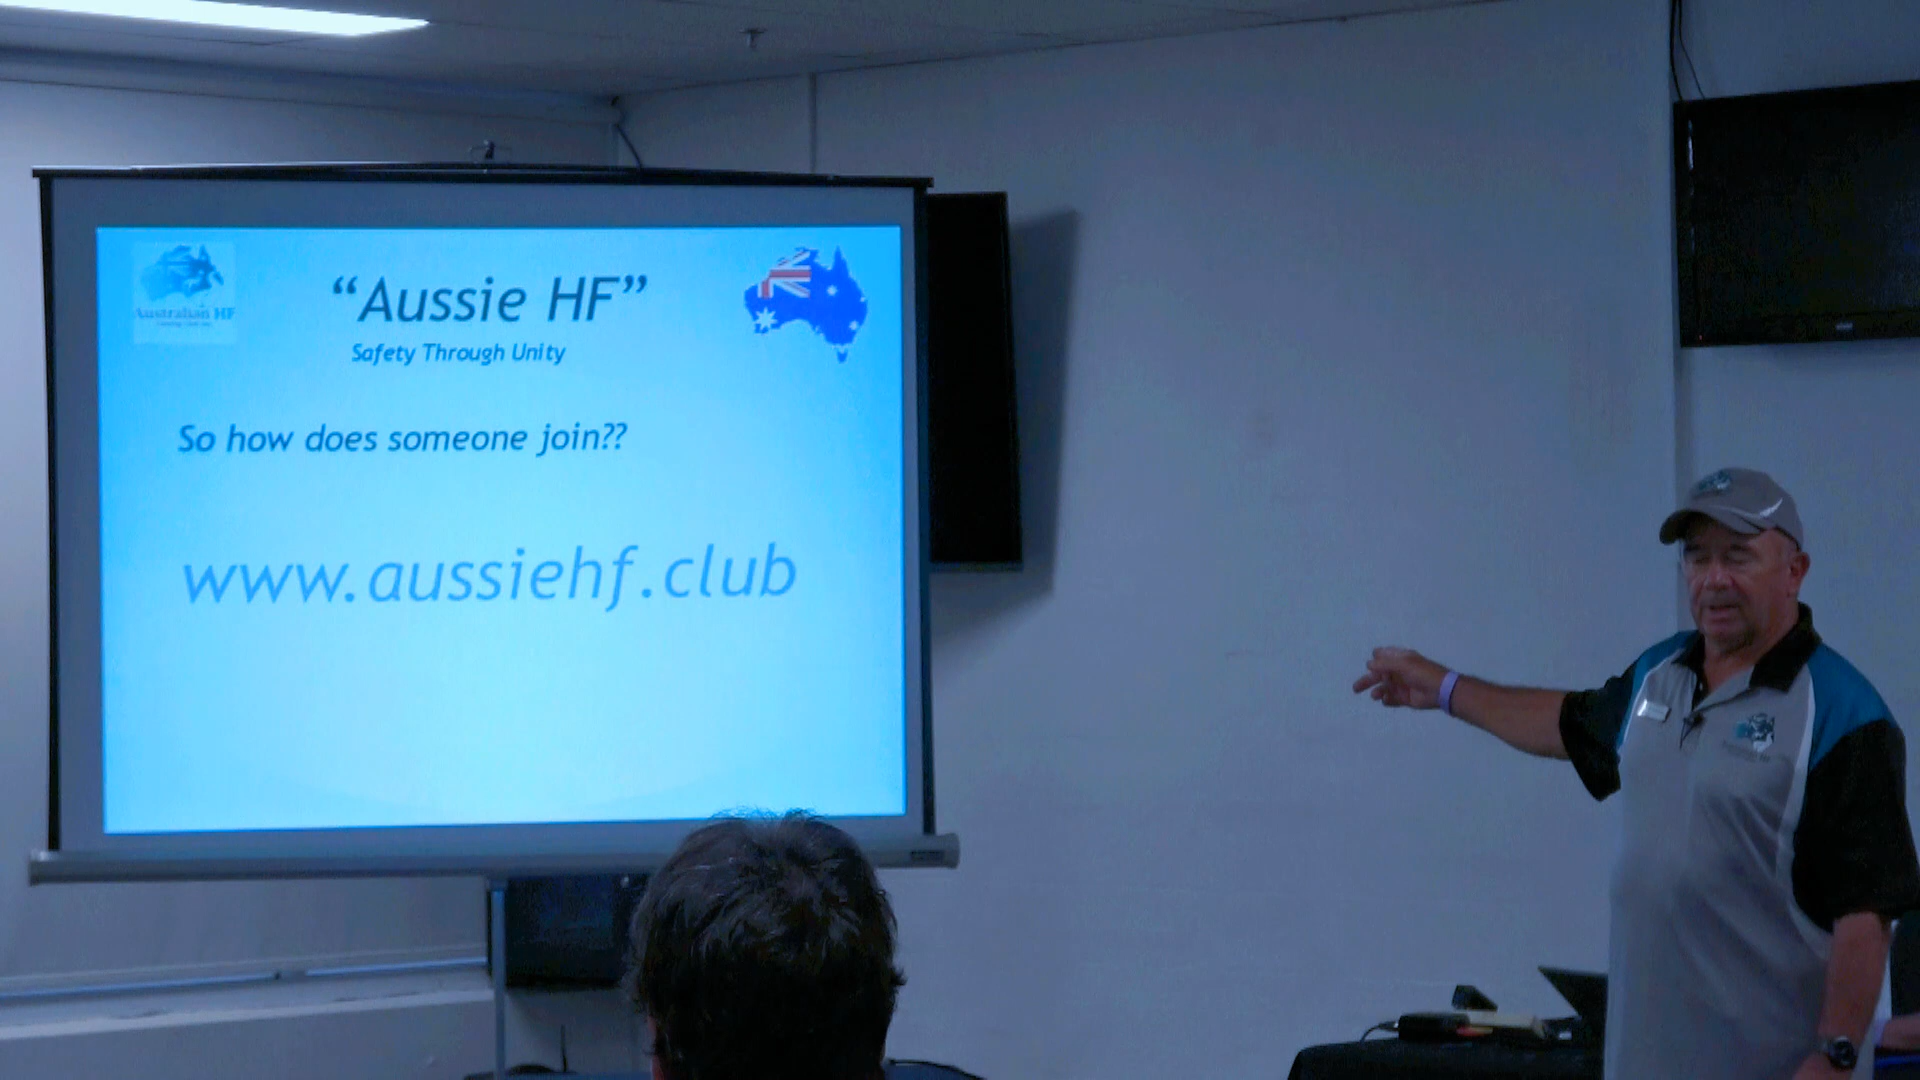 Australian HF
"Aussie HF"
Safety Through Unity
So how does someone join??
www.aussiehf.club